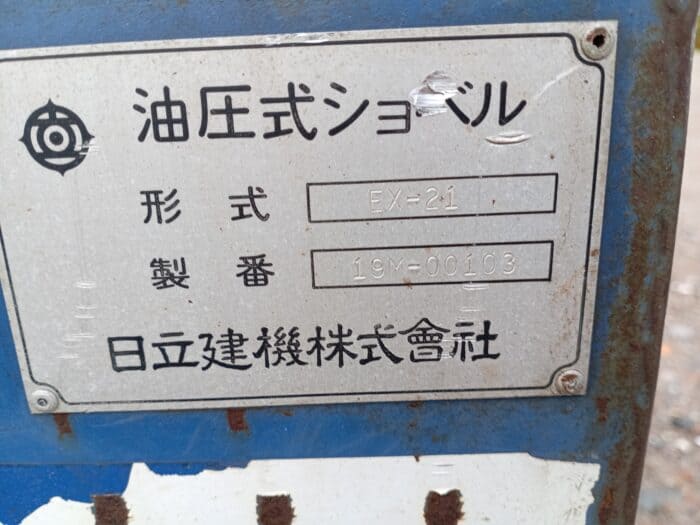 油圧式ショベル
形式 EX-21
製番 19M-00103
日立建機株式會社